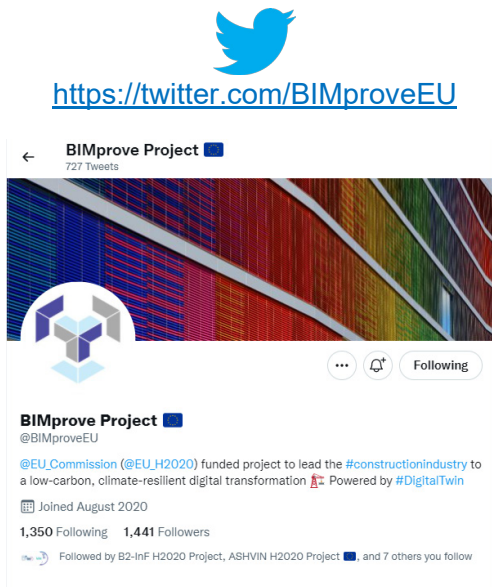 https://twitter.com/BIMproveEU
BIMprove Project 🇪🇺
727 Tweets
Following
BIMprove Project 🇪🇺
@BIMproveEU
@EU_Commission (@EU_H2020) funded project to lead the #constructionindustry to
a low-carbon, climate-resilient digital transformation 🏗️ Powered by #DigitalTwin
Joined August 2020
1,350 Following 1,441 Followers
Followed by B2-InF H2020 Project, ASHVIN H2020 Project 🇪🇺, and 7 others you follow